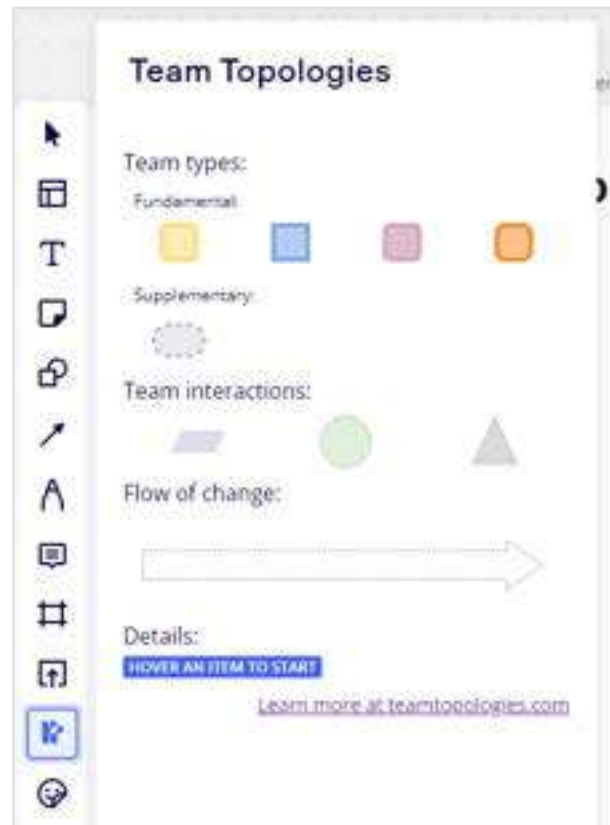 Team Topologies
Team types:
Fundamental:
Supplementary:
Team interactions:
Flow of change:
Details:
HOVER AN ITEM TO START
Learn more at teamtopologies.com